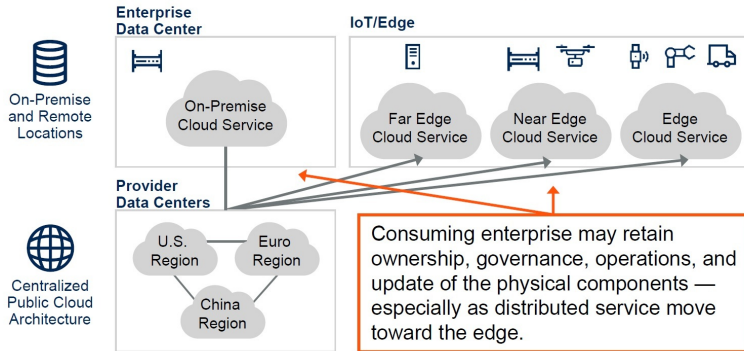 Enterprise
Data Center
IoT/Edge
On-Premise
and Remote
Locations
On-Premise
Cloud Service
Far Edge
Cloud Service
Near Edge
Cloud Service
Edge
Cloud Service
Provider
Data Centers
U.S.
Region
Euro
Region
China
Region
Centralized
Public Cloud
Architecture
Consuming enterprise may retain
ownership, governance, operations, and
update of the physical components —
especially as distributed service move
toward the edge.